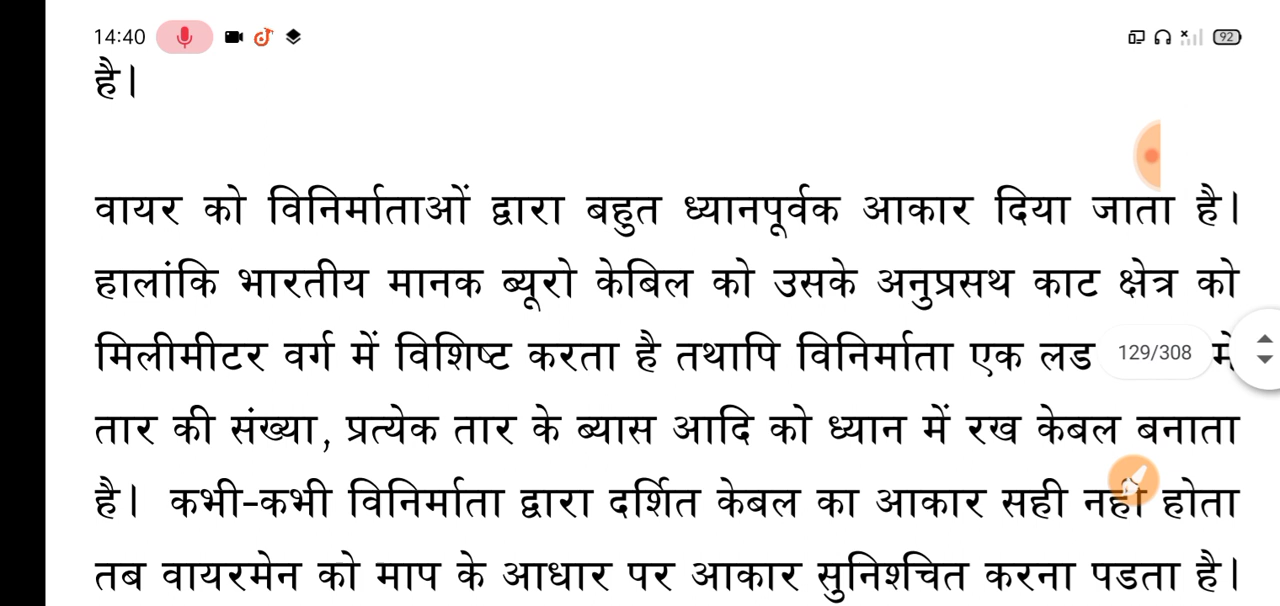 14:40 92
है।
वायर को विनिर्माताओं द्वारा बहुत ध्यानपूर्वक आकार दिया जाता है।
हालांकि भारतीय मानक ब्यूरो केबिल को उसके अनुप्रसथ काट क्षेत्र को
मिलीमीटर वर्ग में विशिष्ट करता है तथापि विनिर्माता एक लड 129/308 में
तार की संख्या, प्रत्येक तार के ब्यास आदि को ध्यान में रख केबल बनाता
है। कभी-कभी विनिर्माता द्वारा दर्शित केबल का आकार सही नहीं होता
तब वायरमेन को माप के आधार पर आकार सुनिश्चित करना पडता है।